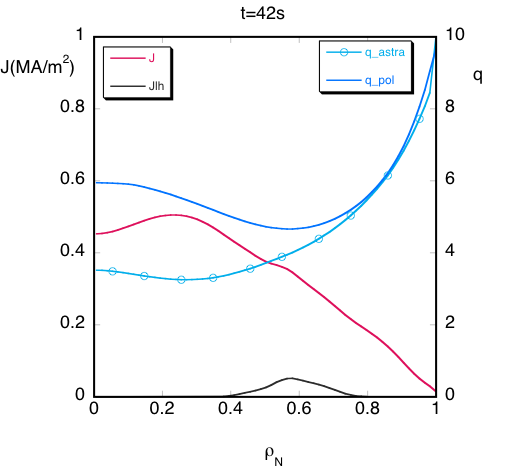 t=42s
J(MA/m²)
q
J
Jlh
q_astra
q_pol
1
0.8
0.6
0.4
0.2
0
10
8
6
4
2
0
0 0.2 0.4 0.6 0.8 1
ρN